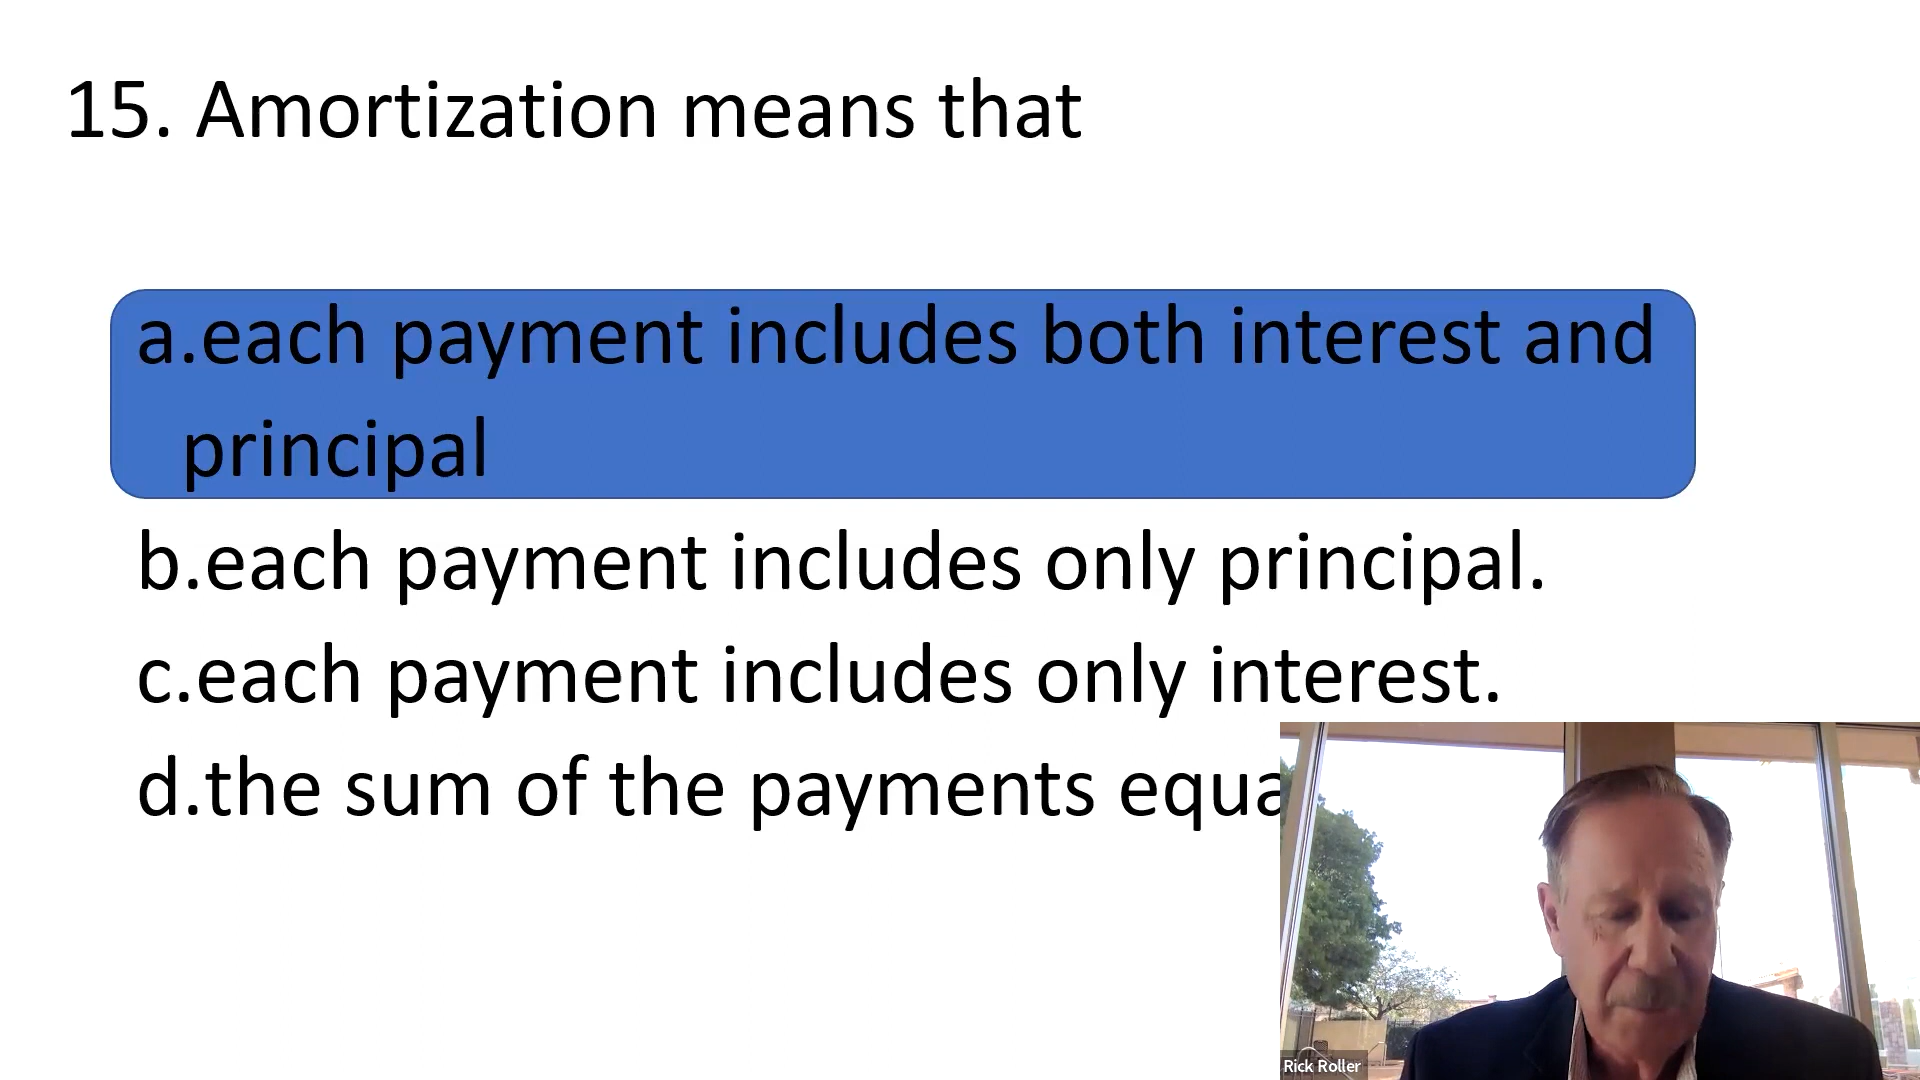 15. Amortization means that
a.each payment includes both interest and
principal
b.each payment includes only principal.
c.each payment includes only interest.
d.the sum of the payments
Rick Roller